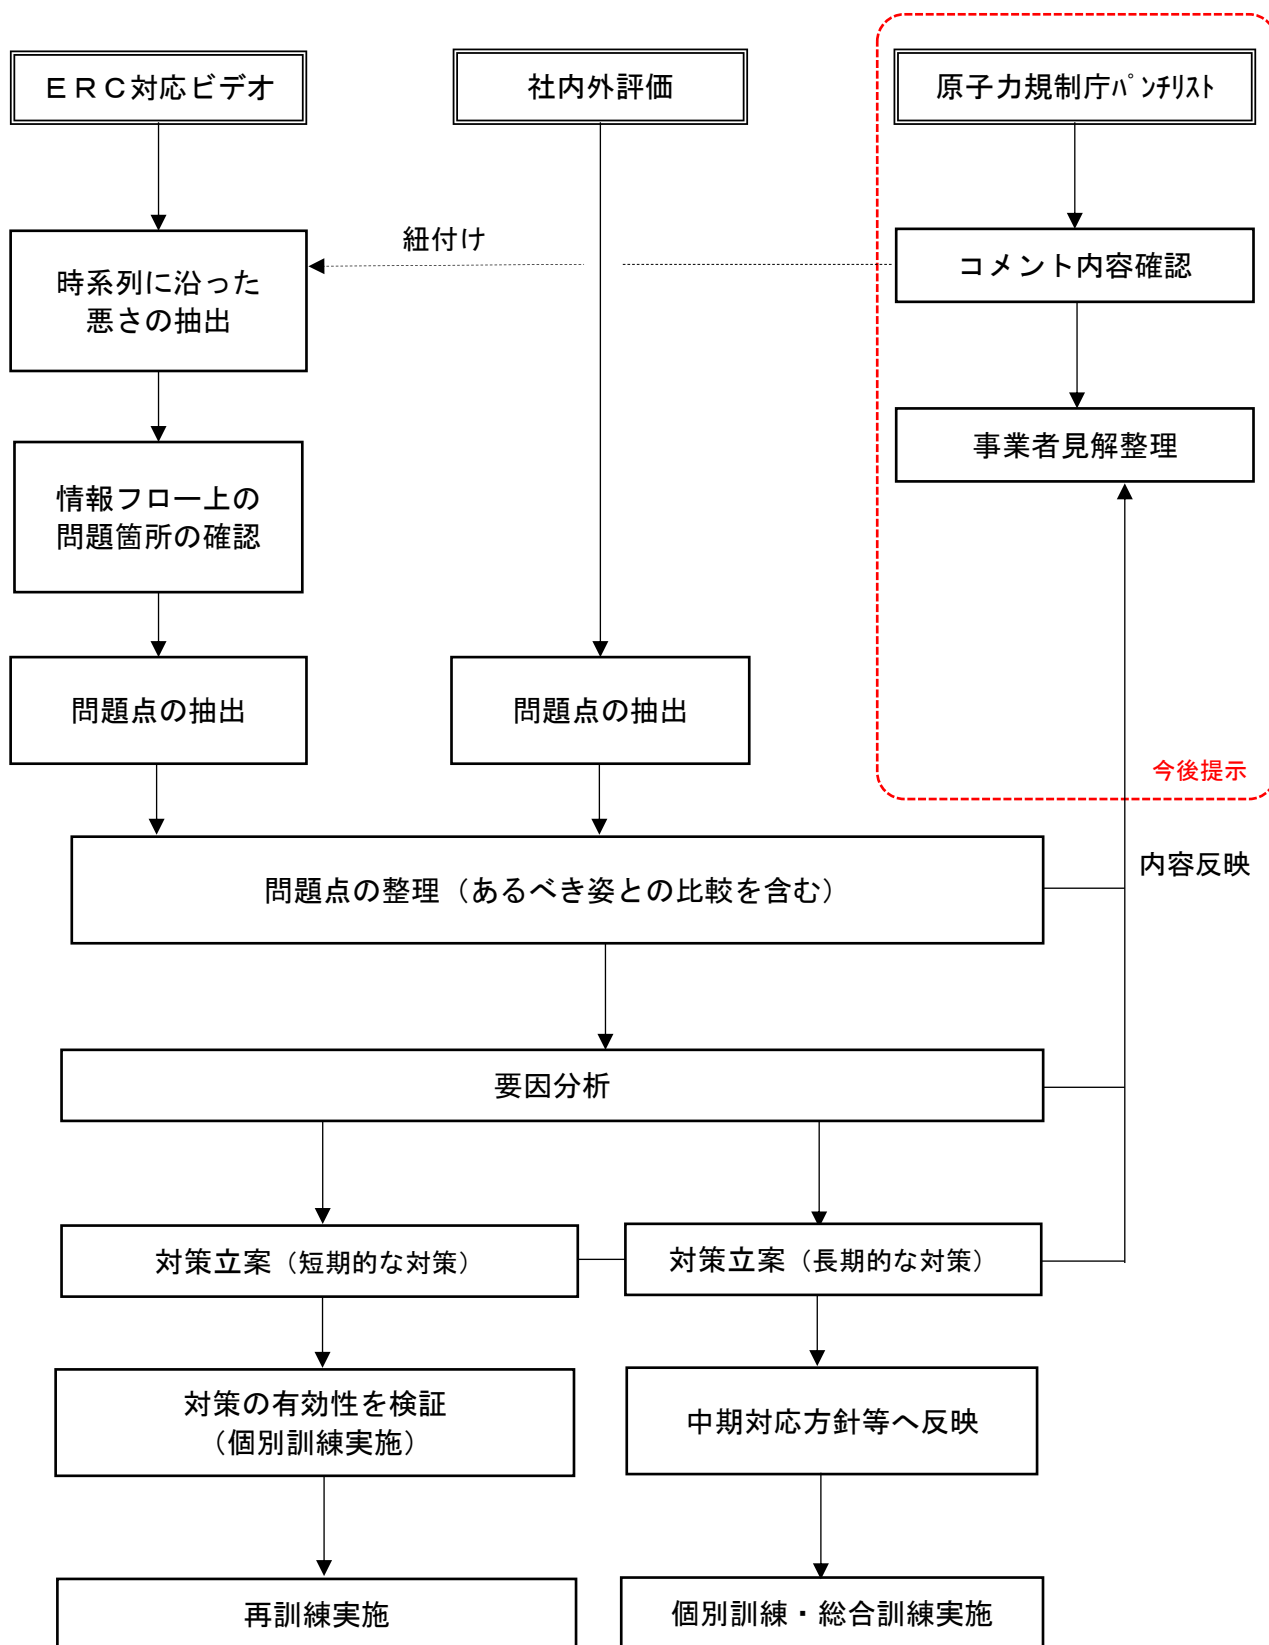 ＥＲＣ対応ビデオ
社内外評価
原子力規制庁ﾊﾟﾝﾁﾘｽﾄ
紐付け
時系列に沿った
悪さの抽出
コメント内容確認
事業者見解整理
情報フロー上の
問題箇所の確認
問題点の抽出
問題点の抽出
今後提示
内容反映
問題点の整理（あるべき姿との比較を含む）
要因分析
対策立案（短期的な対策）
対策立案（長期的な対策）
対策の有効性を検証
（個別訓練実施）
中期対応方針等へ反映
再訓練実施
個別訓練・総合訓練実施